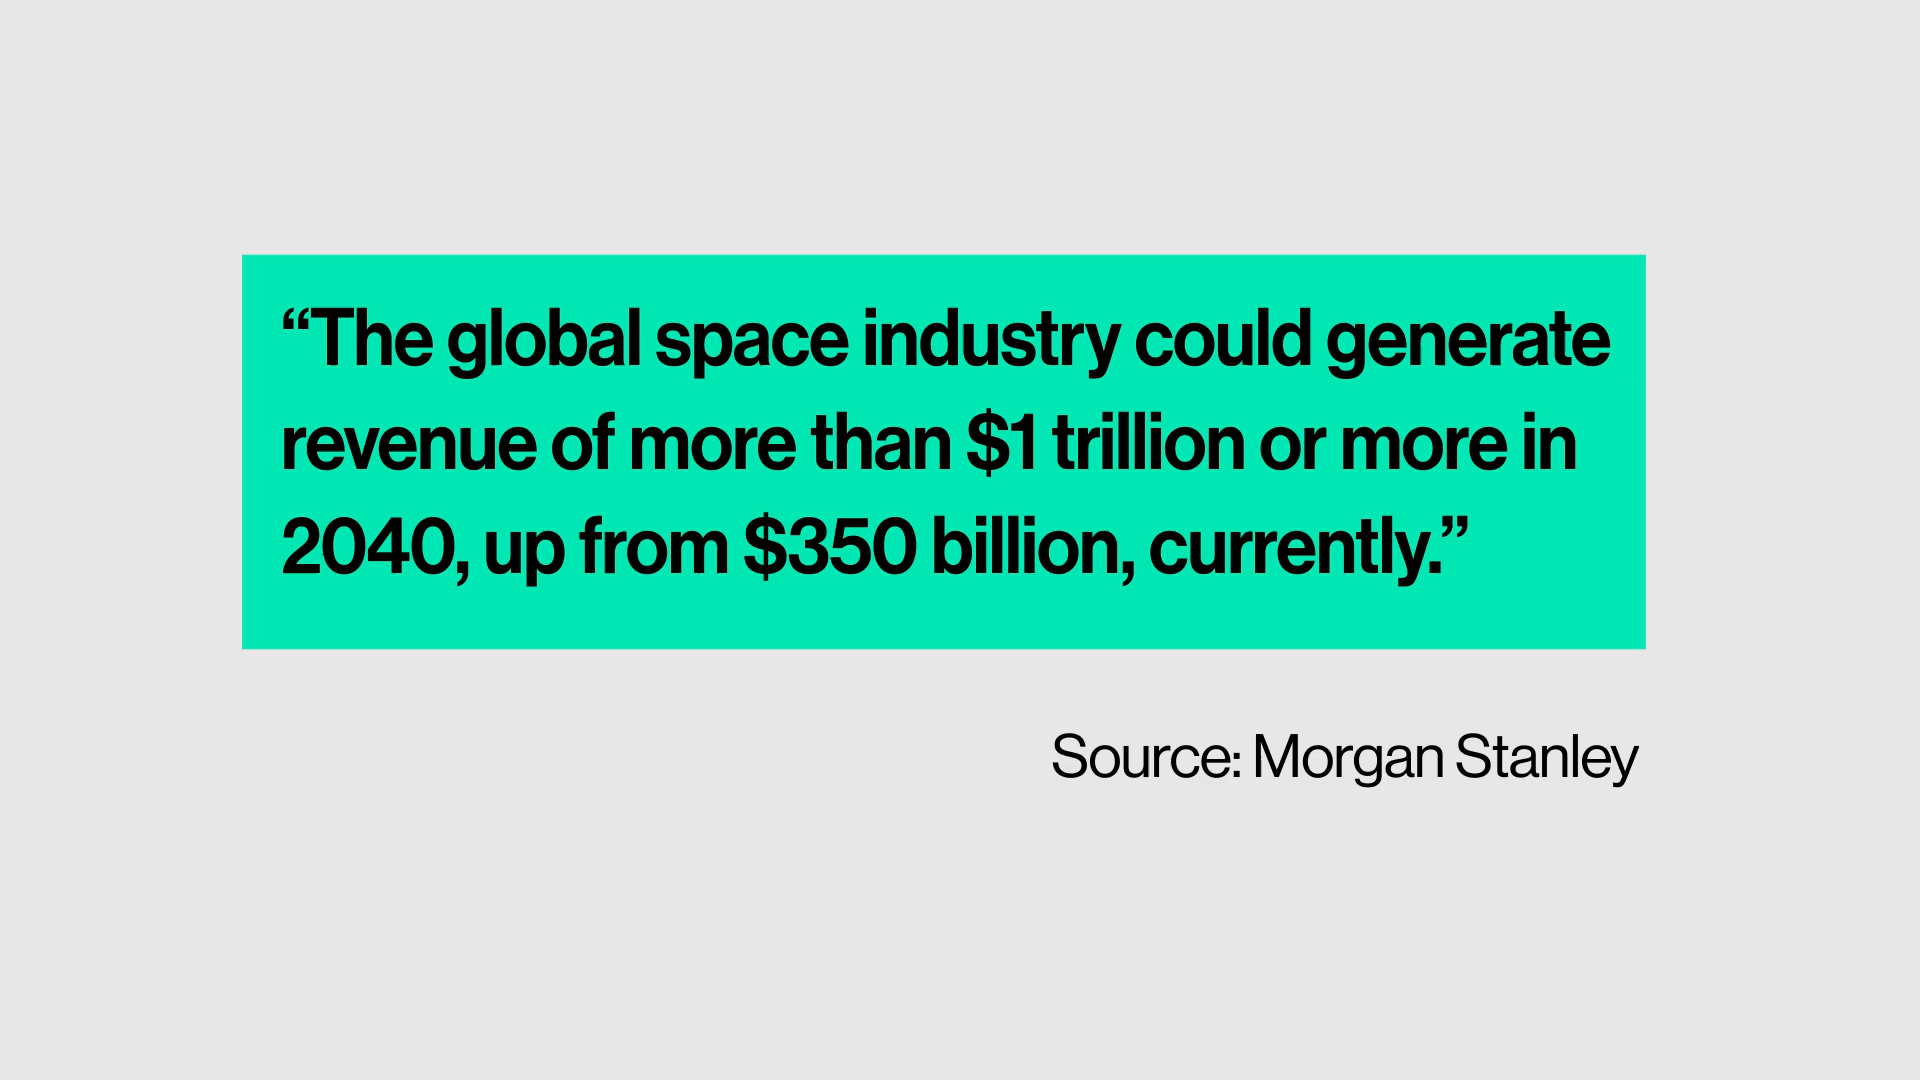 “The global space industry could generate
revenue of more than $1 trillion or more in
2040, up from $350 billion, currently.”
Source: Morgan Stanley